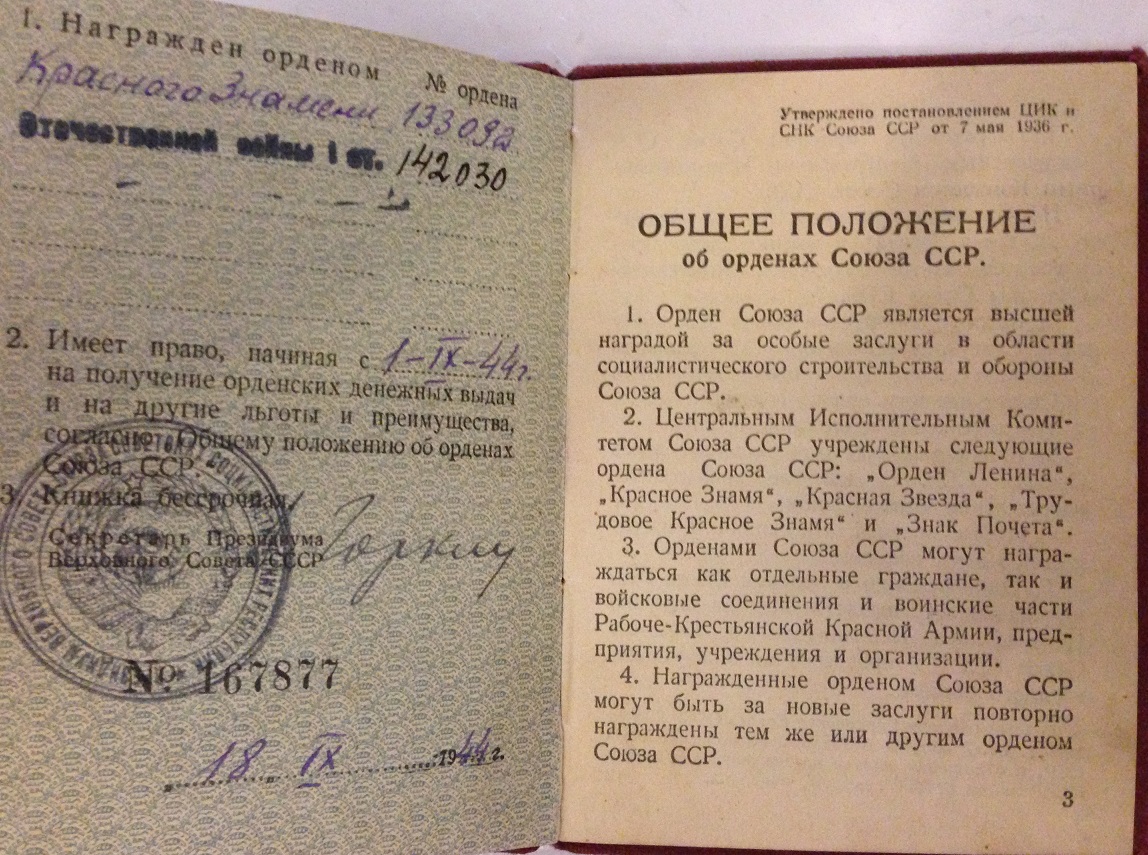 1. Награжден орденом № ордена
Красного Знамени 133092
Отечественной войны I ст. 142030
2. Имеет право, начиная с 1-IX-44г.
на получение орденских денежных выдач
и на другие льготы и преимущества,
согласно Общему положению об орденах
Союза ССР.
3. Книжка бессрочная.
Секретарь Президиума
Верховного Совета СССР
Горкин
№ 167877
18 IX 1944 г.
Утверждено постановлением ЦИК и
СНК Союза ССР от 7 мая 1936 г.
ОБЩЕЕ ПОЛОЖЕНИЕ
об орденах Союза ССР.
1. Орден Союза ССР является высшей
наградой за особые заслуги в области
социалистического строительства и обороны
Союза ССР.
2. Центральным Исполнительным Коми-
тетом Союза ССР учреждены следующие
ордена Союза ССР: „Орден Ленина“,
„Красное Знамя“, „Красная Звезда“, „Тру-
довое Красное Знамя“ и „Знак Почета“.
3. Орденами Союза ССР могут награ-
ждаться как отдельные граждане, так и
войсковые соединения и воинские части
Рабоче-Крестьянской Красной Армии, пред-
приятия, учреждения и организации.
4. Награжденные орденом Союза ССР
могут быть за новые заслуги повторно
награждены тем же или другим орденом
Союза ССР.
3